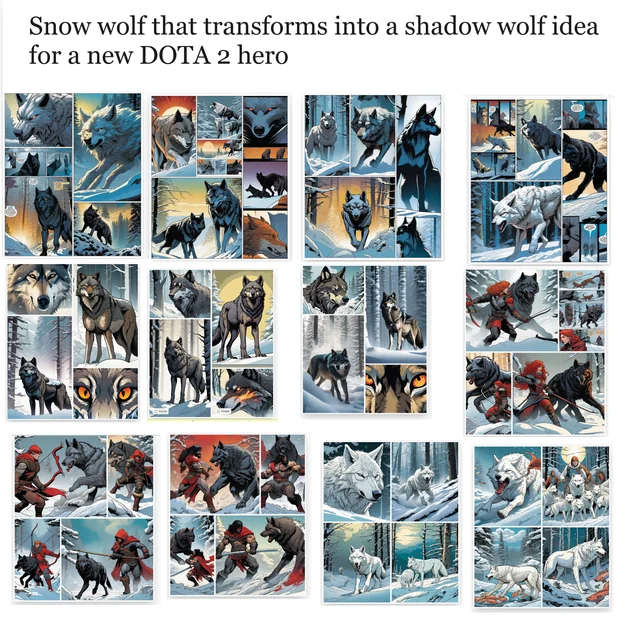 Snow wolf that transforms into a shadow wolf idea
for a new DOTA 2 hero